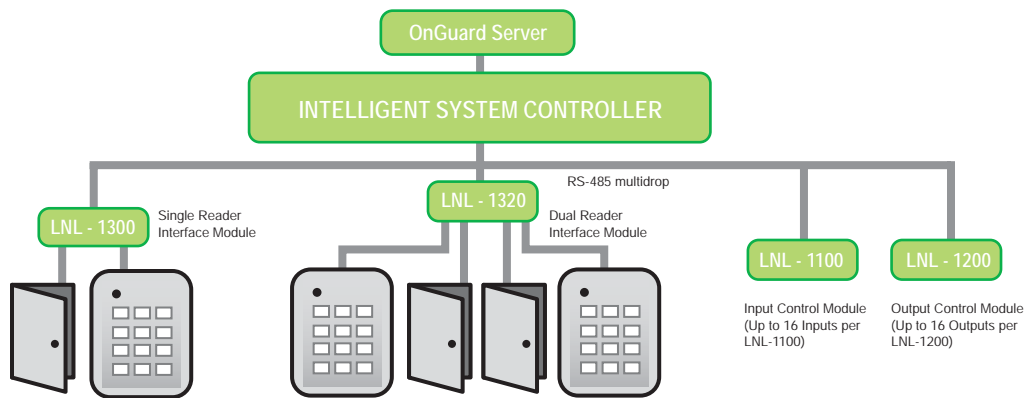 OnGuard Server
INTELLIGENT SYSTEM CONTROLLER
RS-485 multidrop
LNL - 1300
Single Reader
Interface Module
LNL - 1320
Dual Reader
Interface Module
LNL - 1100
LNL - 1200
Input Control Module
(Up to 16 Inputs per
LNL-1100)
Output Control Module
(Up to 16 Outputs per
LNL-1200)